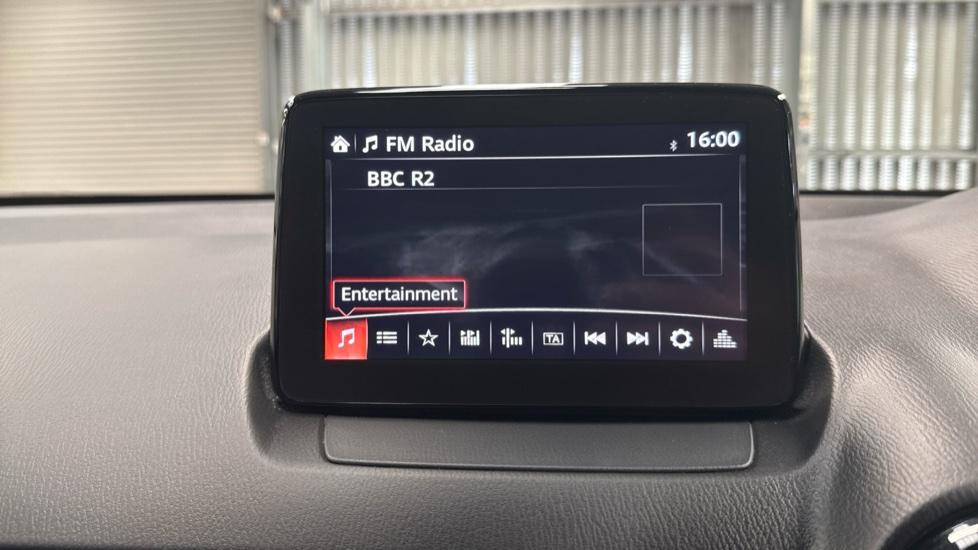 FM Radio 16:00
BBC R2
Entertainment
TA